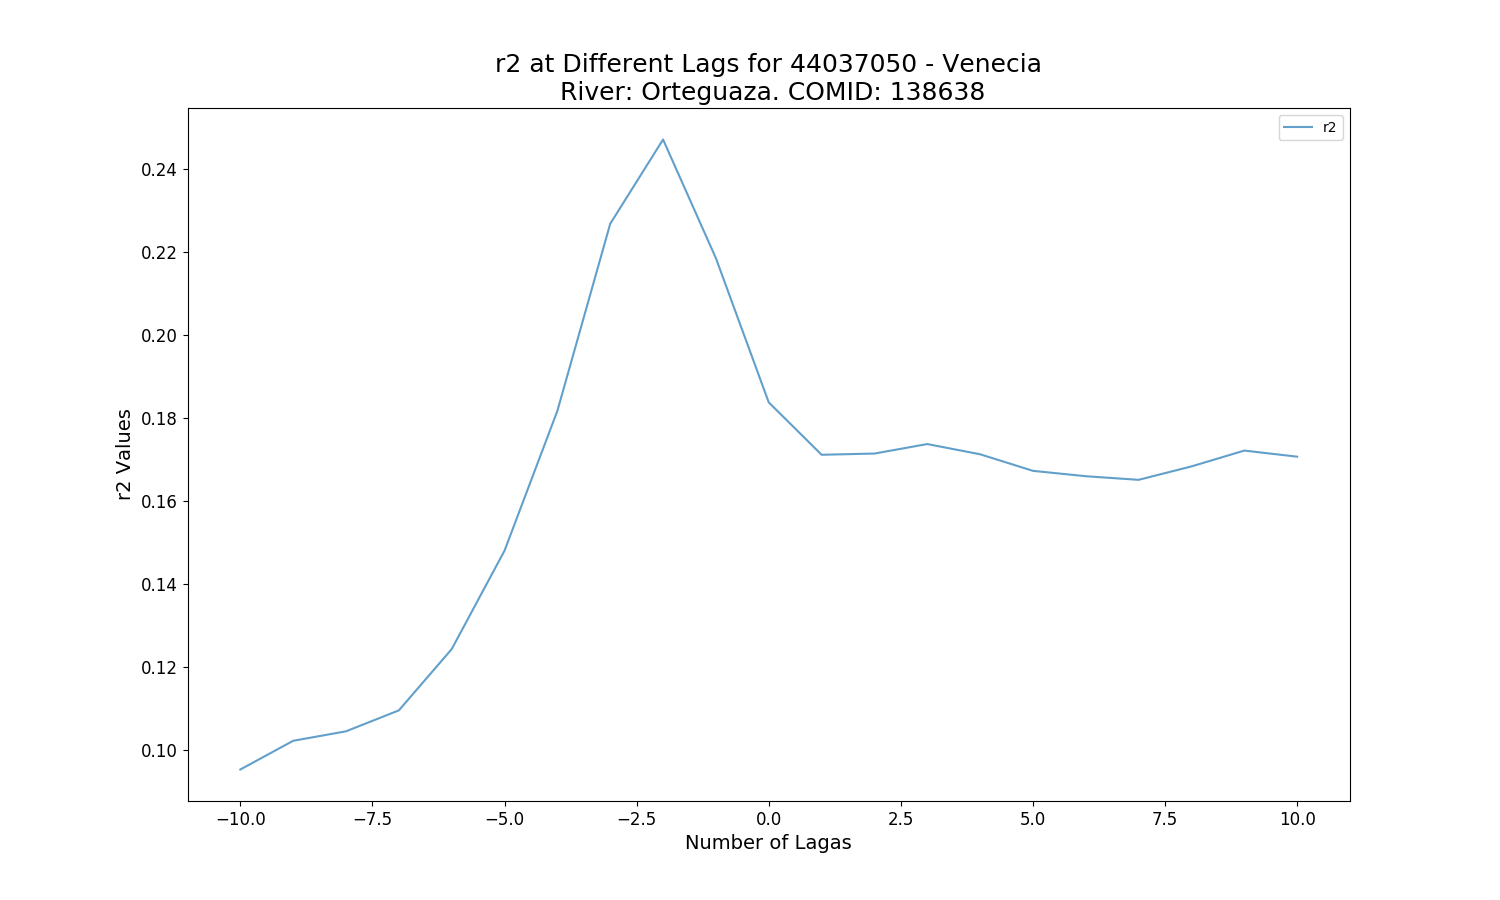 r2 at Different Lags for 44037050 - Venecia
River: Orteguaza. COMID: 138638
r2
0.24
0.22
0.20
0.18
0.16
0.14
0.12
0.10
r2 Values
−10.0 −7.5 −5.0 −2.5 0.0 2.5 5.0 7.5 10.0
Number of Lagas